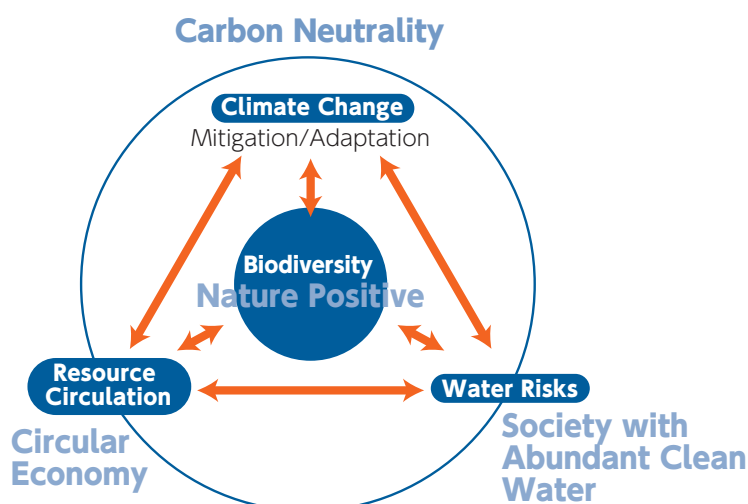 Carbon Neutrality
Climate Change
Mitigation/Adaptation
Biodiversity
Nature Positive
Resource
Circulation
Water Risks
Circular
Economy
Society with
Abundant Clean
Water